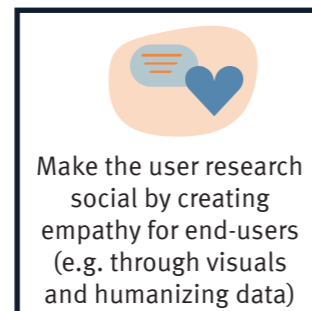 Make the user research
social by creating
empathy for end-users
(e.g. through visuals
and humanizing data)